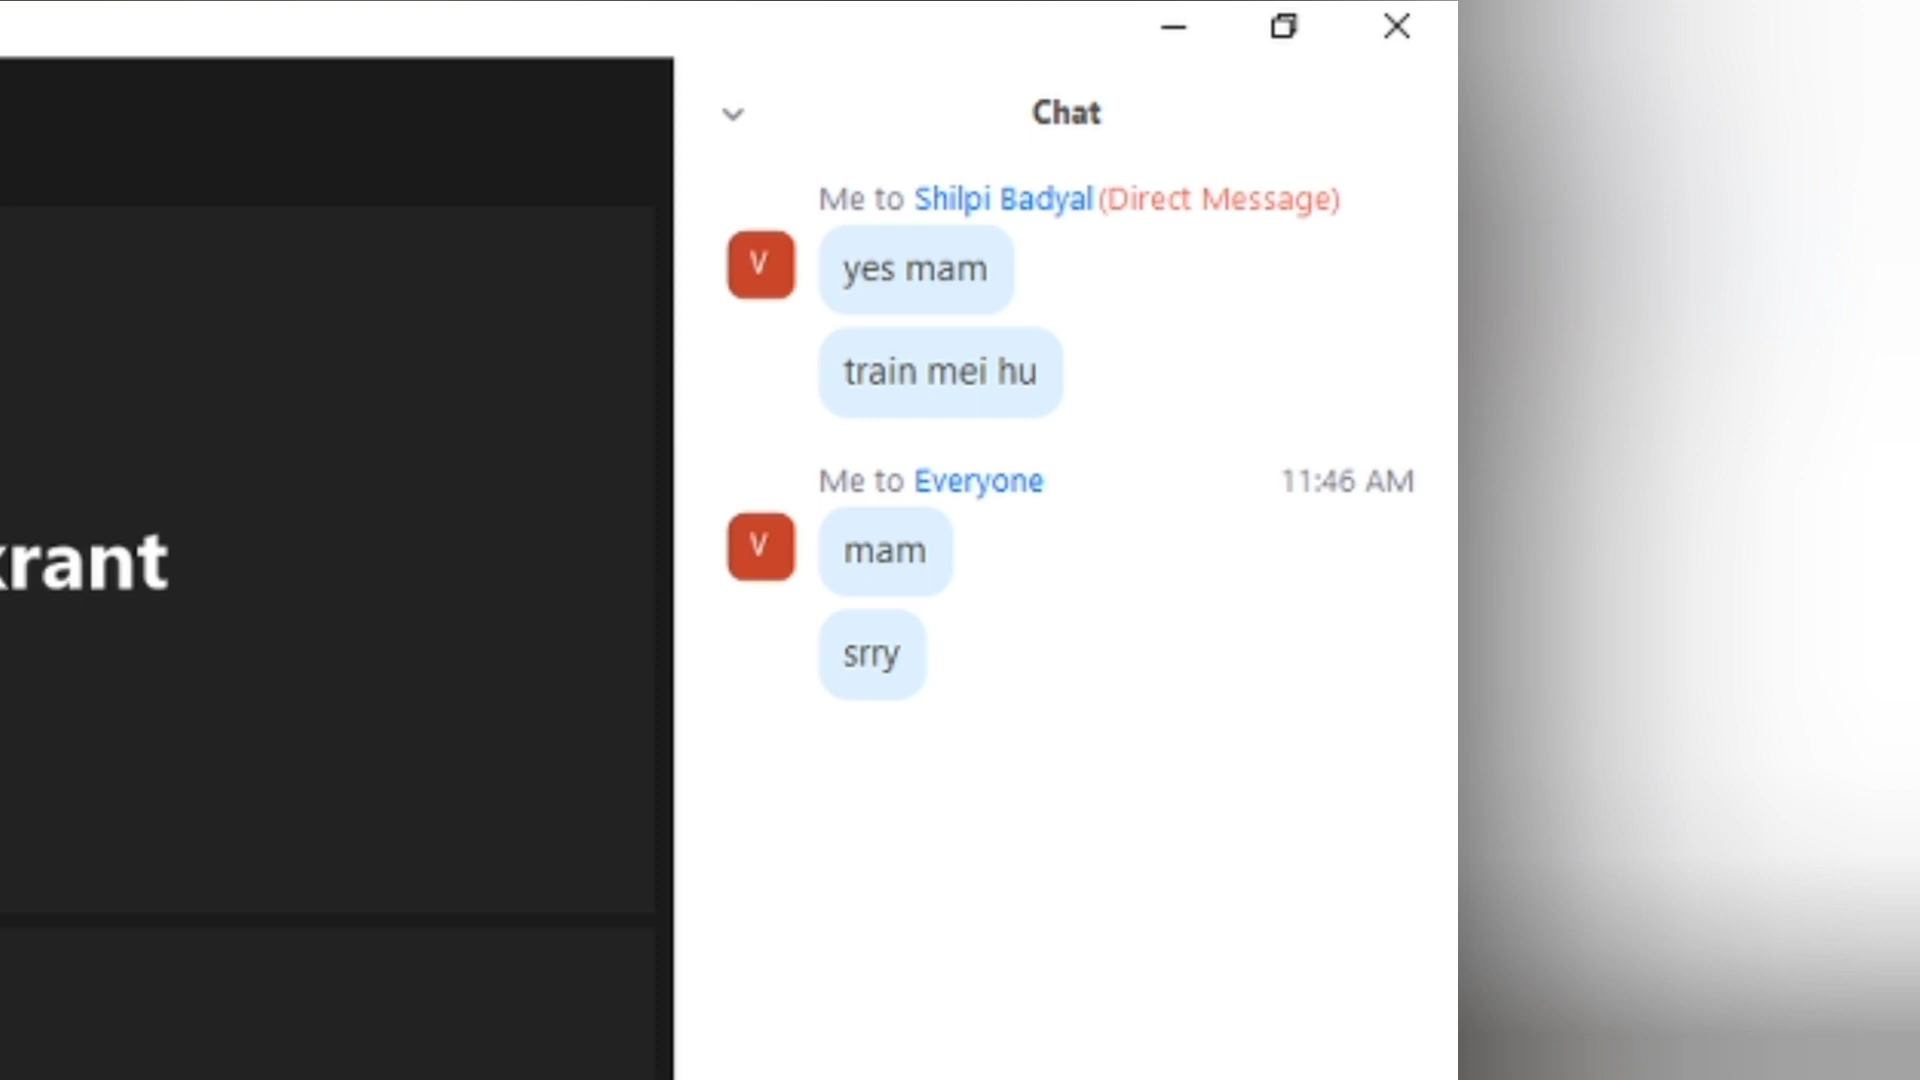 Chat
Me to Shilpi Badyal (Direct Message)
V
yes mam
train mei hu
Me to Everyone 11:46 AM
V
mam
srry
krant